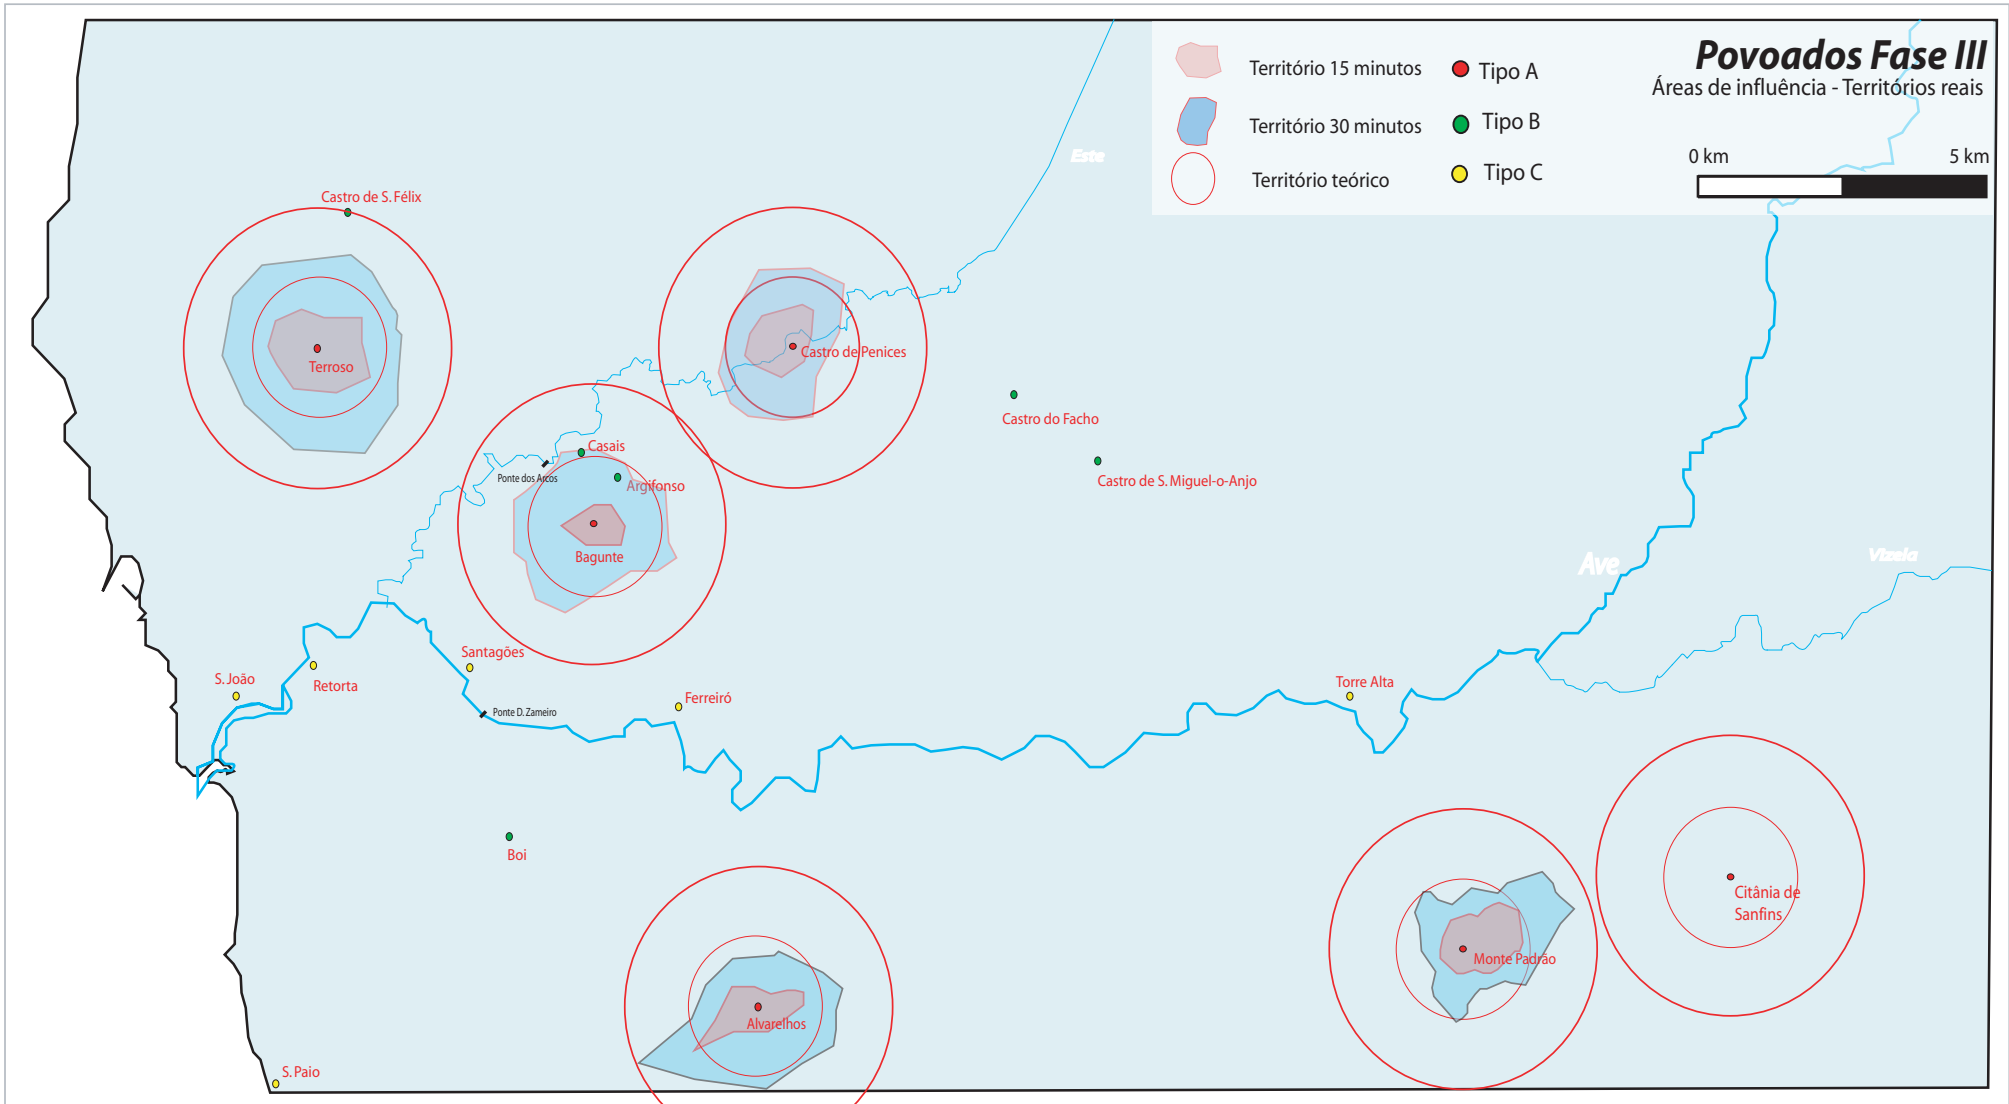 Povoados Fase III
Áreas de influência - Territórios reais
Território 15 minutos
Tipo A
Território 30 minutos
Tipo B
Território teórico
Tipo C
0 km
5 km
Este
Castro de S. Félix
Terroso
Castro de Penices
Castro do Facho
Casais
Ponte dos Arcos
Argifonso
Castro de S. Miguel-o-Anjo
Bagunte
Ave
Vizela
Santagões
S. João
Retorta
Ferreiró
Torre Alta
Ponte D. Zameiro
Boi
Citânia de
Sanfins
Monte Padrão
Alvarelhos
S. Paio